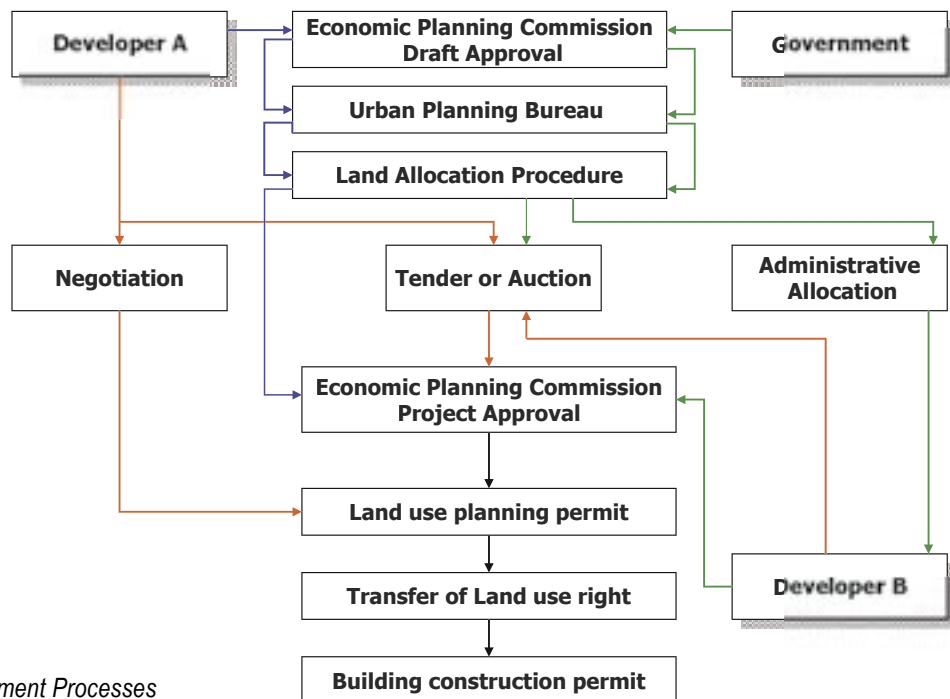 Developer A
Economic Planning Commission
Draft Approval
Government
Urban Planning Bureau
Land Allocation Procedure
Negotiation
Tender or Auction
Administrative
Allocation
Economic Planning Commission
Project Approval
Land use planning permit
Transfer of Land use right
Developer B
Building construction permit
ment Processes